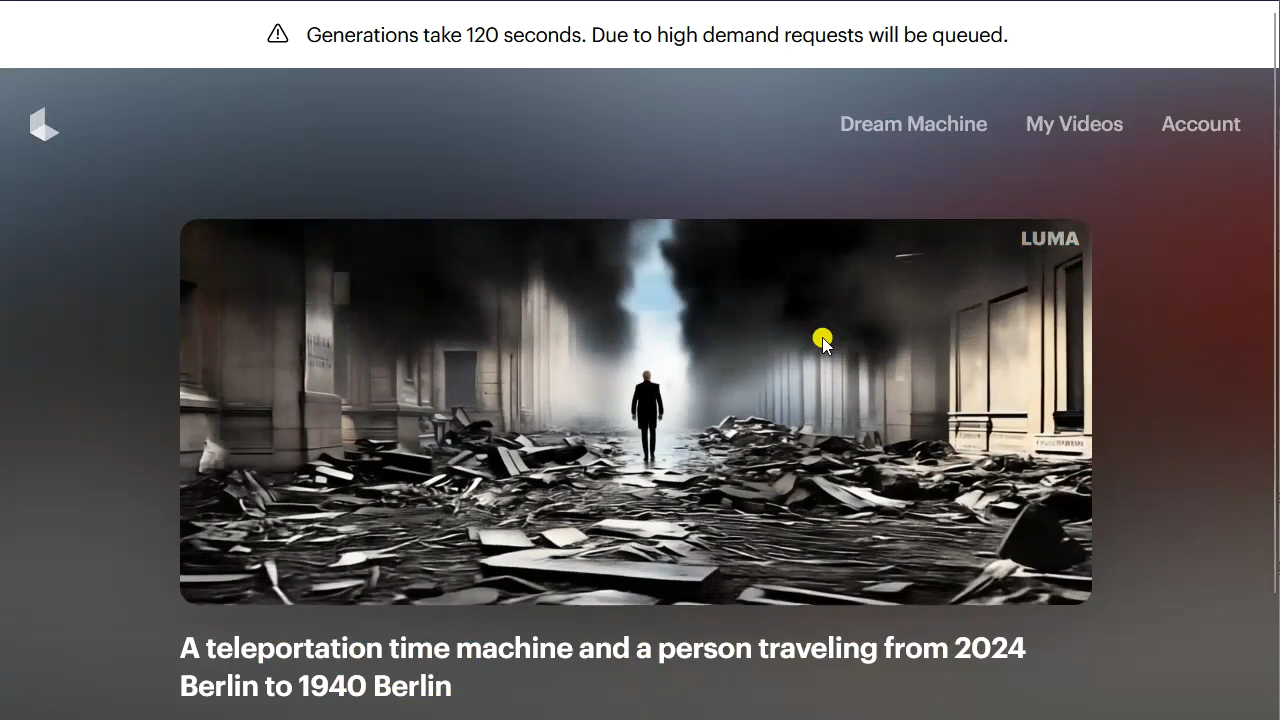 Generations take 120 seconds. Due to high demand requests will be queued.
Dream Machine My Videos Account
LUMA
A teleportation time machine and a person traveling from 2024
Berlin to 1940 Berlin